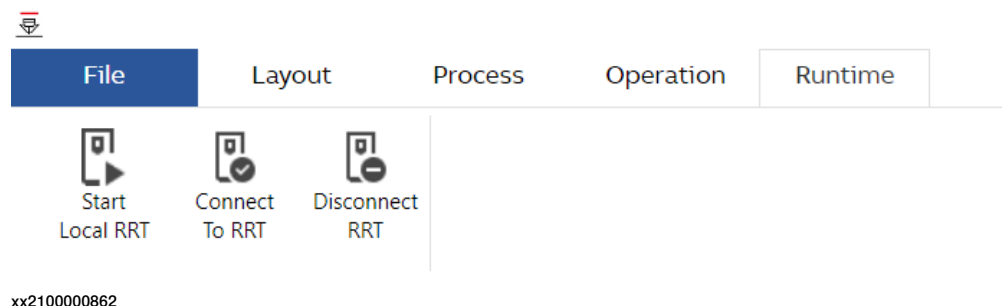 File Layout Process Operation Runtime
Start Connect Disconnect
Local RRT To RRT RRT
xx2100000862